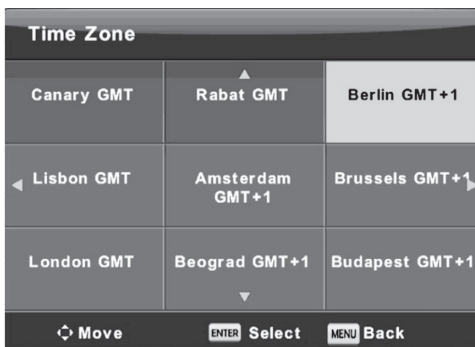 Time Zone
Canary GMT
Rabat GMT
Berlin GMT+1
Lisbon GMT
Amsterdam
GMT+1
Brussels GMT+1
London GMT
Beograd GMT+1
Budapest GMT+1
Move
ENTER Select
MENU Back